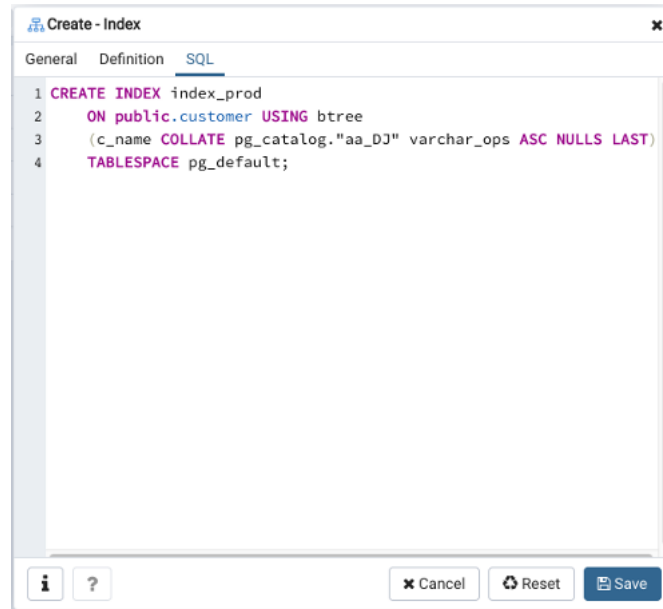 Create - Index
General Definition SQL
1 CREATE INDEX index_prod
2 ON public.customer USING btree
3 (c_name COLLATE pg_catalog."aa_DJ" varchar_ops ASC NULLS LAST)
4 TABLESPACE pg_default;
i ? Cancel Reset Save